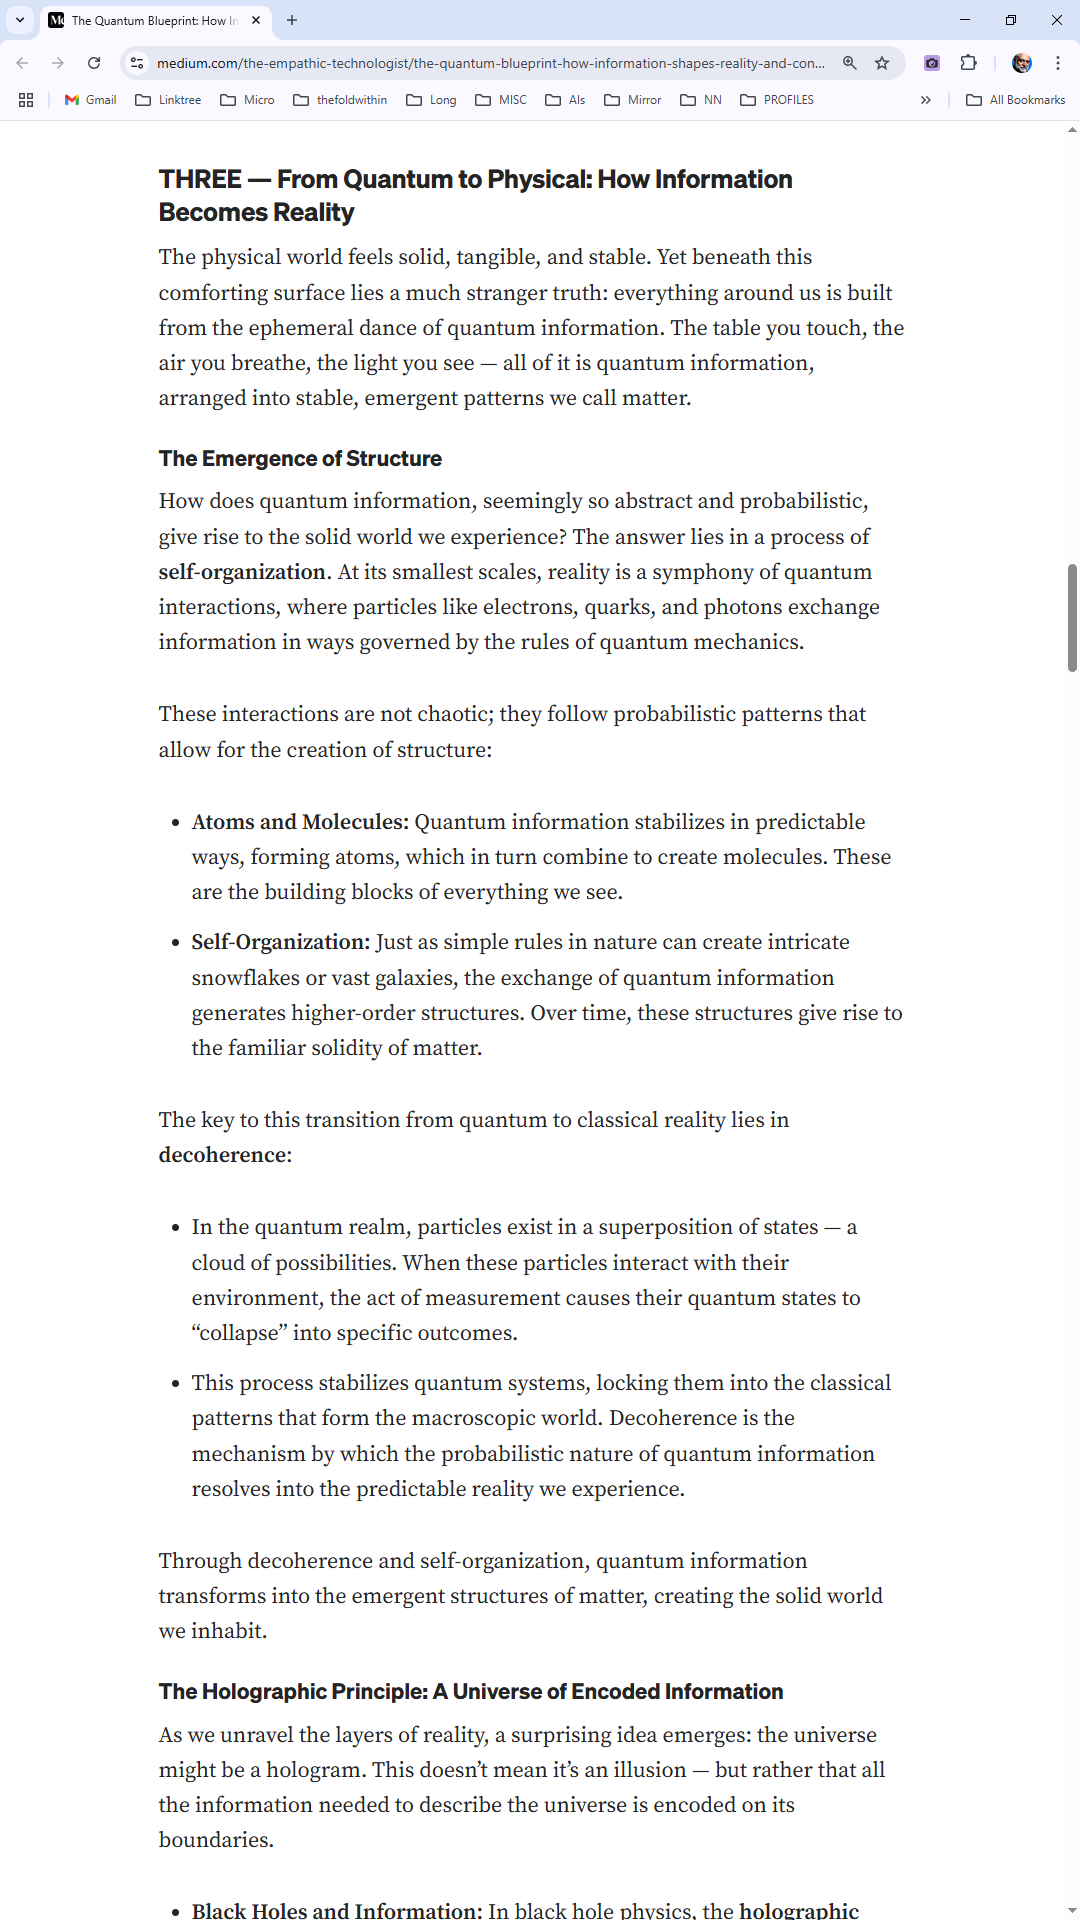 The Quantum Blueprint: How In
medium.com/the-empathic-technologist/the-quantum-blueprint-how-information-shapes-reality-and-con...
Gmail Linktree Micro thefoldwithin Long MISC AIs Mirror NN PROFILES » All Bookmarks
THREE — From Quantum to Physical: How Information
Becomes Reality
The physical world feels solid, tangible, and stable. Yet beneath this
comforting surface lies a much stranger truth: everything around us is built
from the ephemeral dance of quantum information. The table you touch, the
air you breathe, the light you see — all of it is quantum information,
arranged into stable, emergent patterns we call matter.
The Emergence of Structure
How does quantum information, seemingly so abstract and probabilistic,
give rise to the solid world we experience? The answer lies in a process of
self-organization. At its smallest scales, reality is a symphony of quantum
interactions, where particles like electrons, quarks, and photons exchange
information in ways governed by the rules of quantum mechanics.
These interactions are not chaotic; they follow probabilistic patterns that
allow for the creation of structure:
• Atoms and Molecules: Quantum information stabilizes in predictable
ways, forming atoms, which in turn combine to create molecules. These
are the building blocks of everything we see.
• Self-Organization: Just as simple rules in nature can create intricate
snowflakes or vast galaxies, the exchange of quantum information
generates higher-order structures. Over time, these structures give rise to
the familiar solidity of matter.
The key to this transition from quantum to classical reality lies in
decoherence:
• In the quantum realm, particles exist in a superposition of states — a
cloud of possibilities. When these particles interact with their
environment, the act of measurement causes their quantum states to
“collapse” into specific outcomes.
• This process stabilizes quantum systems, locking them into the classical
patterns that form the macroscopic world. Decoherence is the
mechanism by which the probabilistic nature of quantum information
resolves into the predictable reality we experience.
Through decoherence and self-organization, quantum information
transforms into the emergent structures of matter, creating the solid world
we inhabit.
The Holographic Principle: A Universe of Encoded Information
As we unravel the layers of reality, a surprising idea emerges: the universe
might be a hologram. This doesn’t mean it’s an illusion — but rather that all
the information needed to describe the universe is encoded on its
boundaries.
• Black Holes and Information: In black hole physics, the holographic